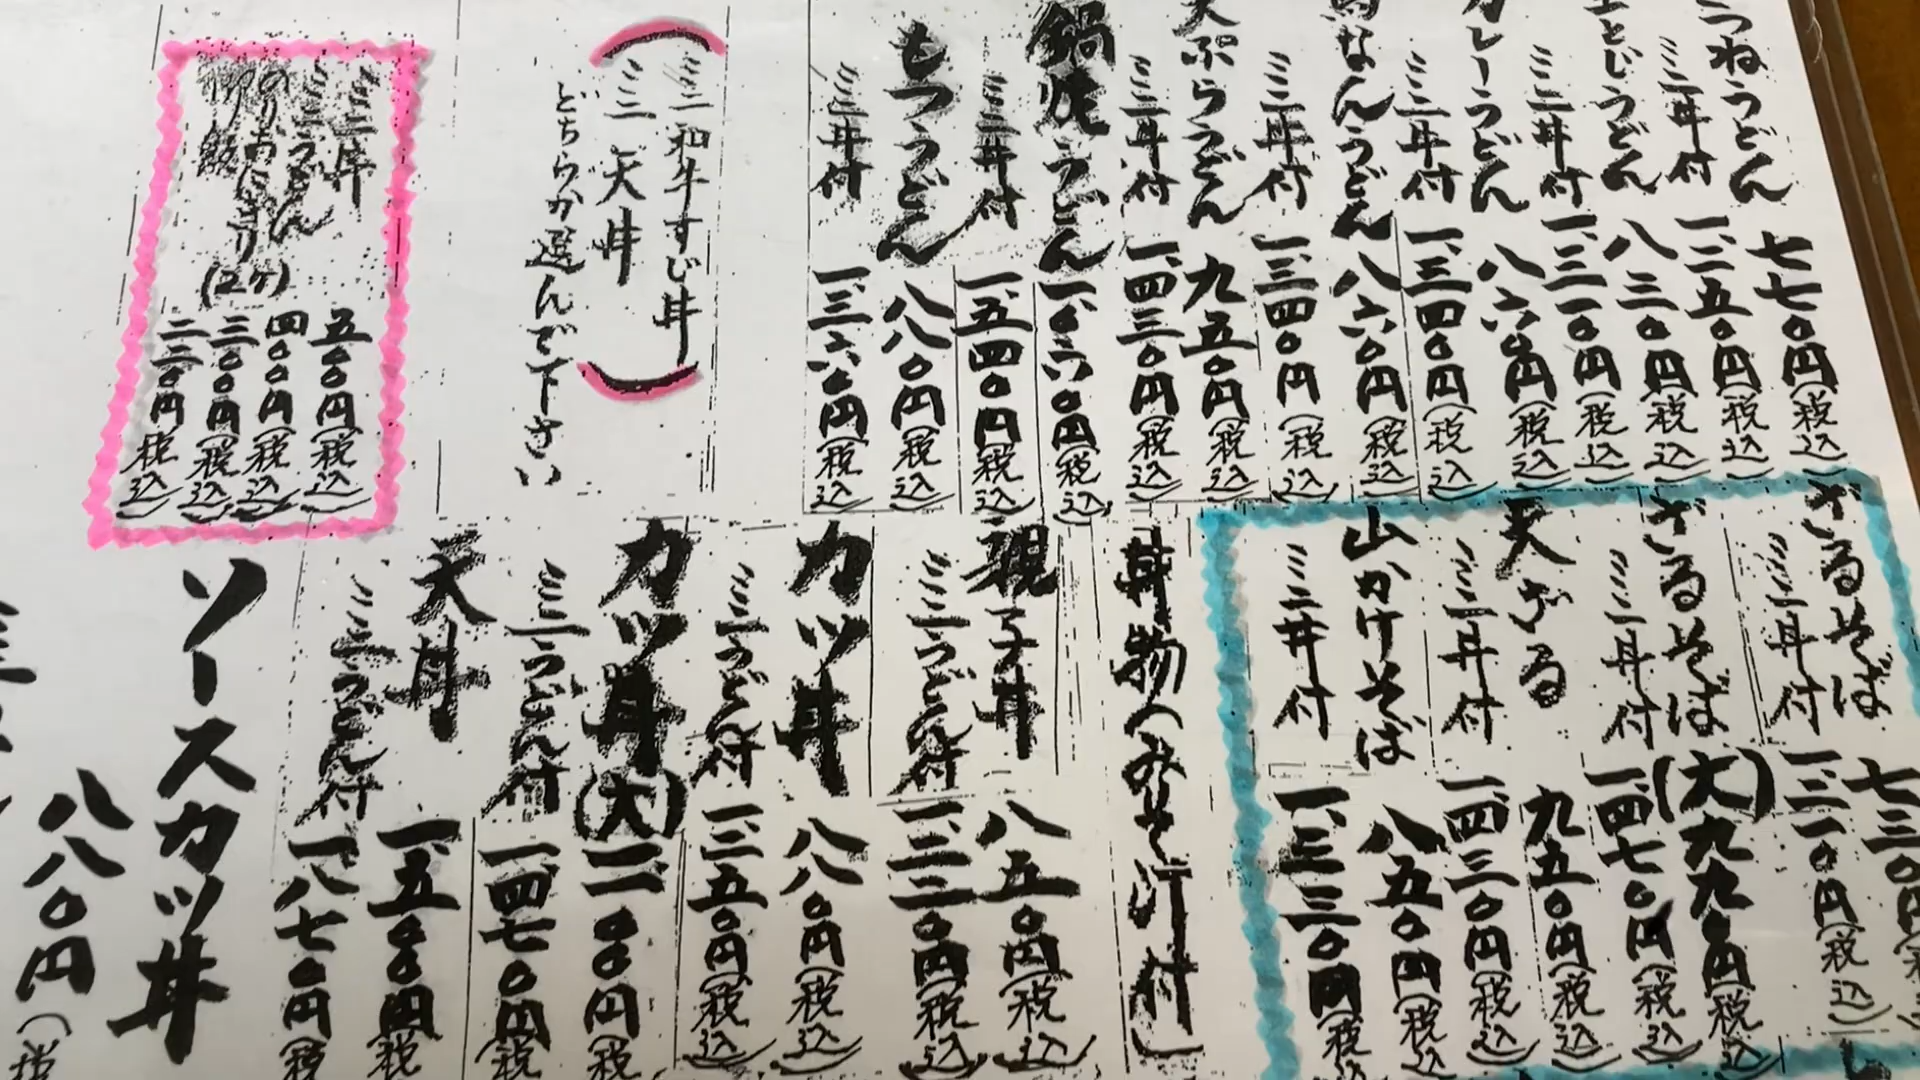 つねうどん 七七〇円(税込)
ミニ丼付 一、二五〇円(税込)
とじうどん 八三〇円(税込)
ミニ丼付 一、三一〇円(税込)
カレーうどん 八六〇円(税込)
ミニ丼付 一、三四〇円(税込)
なんうどん 八六〇円(税込)
ミニ丼付 一、三四〇円(税込)
天ぷらうどん 九五〇円(税込)
ミニ丼付 一、四三〇円(税込)
鍋焼うどん 一、〇六〇円(税込)
ミニ丼付 一、五四〇円(税込)
もつうどん 八八〇円(税込)
ミニ丼付 一、三六〇円(税込)
(ミニ和牛すじ丼
ミニ天丼)
どちらか選んで下さい
ミニ丼 五〇〇円(税込)
ミニうどん 四〇〇円(税込)
のりおにぎり(2ケ) 三〇〇円(税込)
飯 二二〇円(税込)
ざるそば 七三〇円
ミニ丼付 一、二一〇円(税込)
ざるそば(大) 九九〇円(税込)
ミニ丼付 一、四七〇円(税込)
天ざる 九五〇円(税込)
ミニ丼付 一、四三〇円(税込)
山かけそば 八五〇円(税込
ミニ丼付 一、三三〇円(税
丼物(みそ汁付)
親子丼 八五〇円(税込)
ミニうどん付 一、二二〇円(税込)
カツ丼 八八〇円(税込)
ミニうどん付 一、二五〇円(税込)
カツ丼(大) 一、一〇〇円(税
ミニうどん付 一、四七〇円(税
天丼 一、五〇〇円(税
ミニうどん付 一、八七〇円(税
ソースカツ丼
八八〇円(税